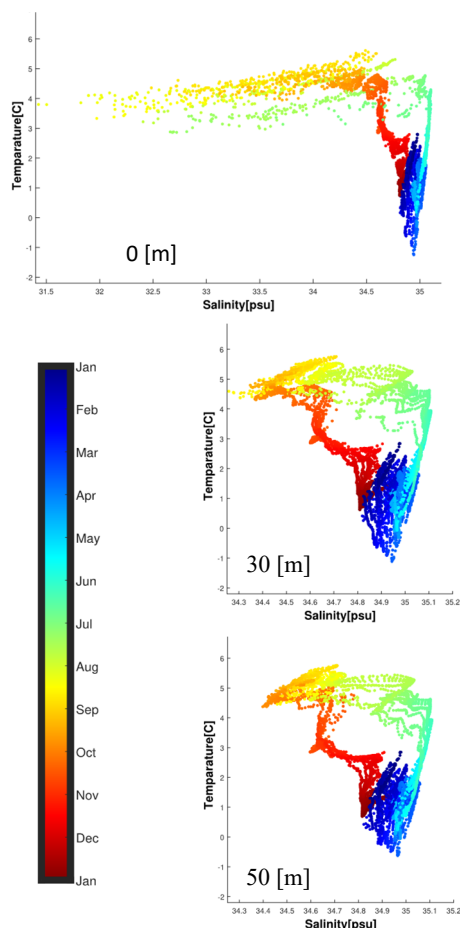 Temparature[C]
6
5
4
3
2
1
0
-1
-2
0 [m]
31.5 32 32.5 33 33.5 34 34.5 35
Salinity[psu]
Jan
Feb
Mar
Apr
May
Jun
Jul
Aug
Sep
Oct
Nov
Dec
Jan
Temperature[C]
6
5
4
3
2
1
0
-1
-2
30 [m]
34.3 34.4 34.5 34.6 34.7 34.8 34.9 35 35.1 35.2
Salinity[psu]
Temperature[C]
6
5
4
3
2
1
0
-1
-2
50 [m]
34.3 34.4 34.5 34.6 34.7 34.8 34.9 35 35.1 35.2
Salinity[psu]